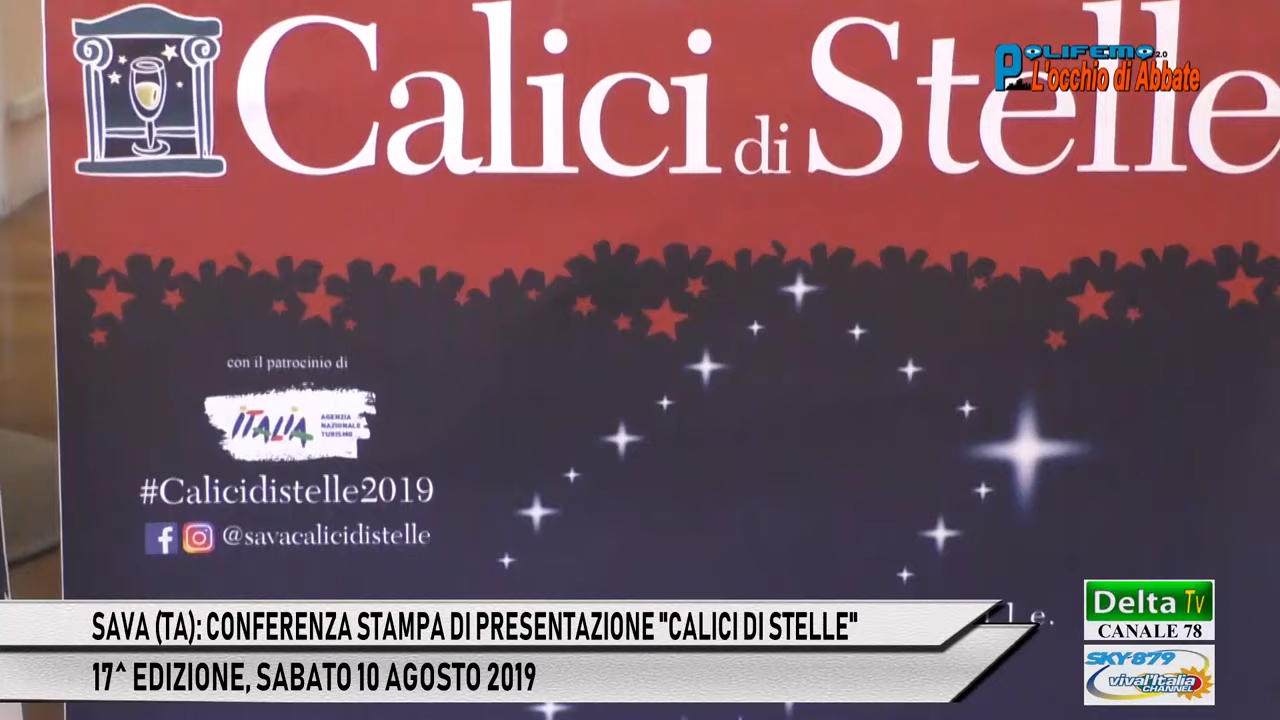 Calici di Stelle
POLIFEMO 2.0
L'occhio di Abbate
con il patrocinio di
ITALIA
AGENZIA
NAZIONALE
TURISMO
#Calicidistelle2019
@savacalicidistelle
SAVA (TA): CONFERENZA STAMPA DI PRESENTAZIONE "CALICI DI STELLE"
17^ EDIZIONE, SABATO 10 AGOSTO 2019
Delta Tv
CANALE 78
SKY-879
viva l'Italia
CHANNEL